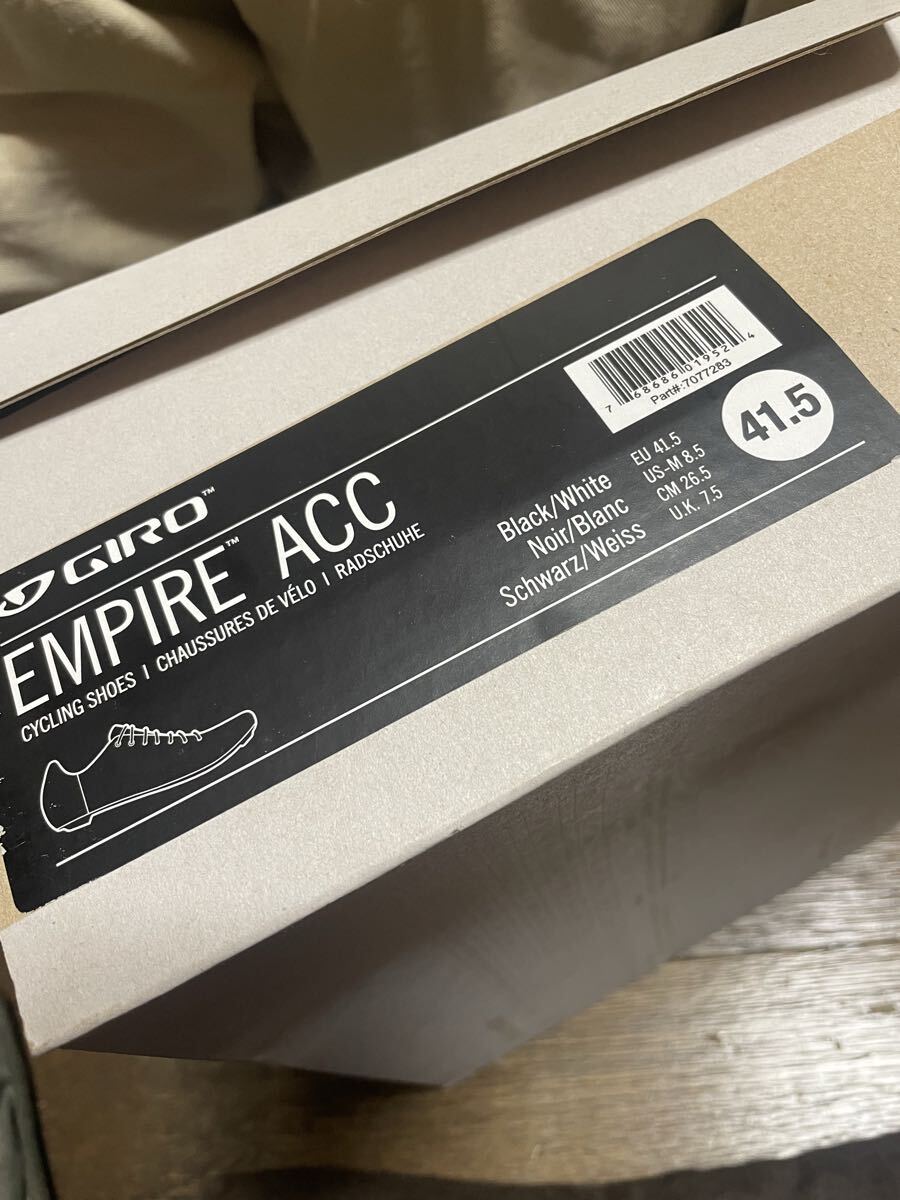 GIRO™
EMPIRE™ ACC
CYCLING SHOES | CHAUSSURES DE VÉLO | RADSCHUHE
Black/White
Noir/Blanc
Schwarz/Weiss
EU 41.5
US-M 8.5
CM 26.5
U.K. 7.5
7 68686 01952 4
Part#:7077283
41.5